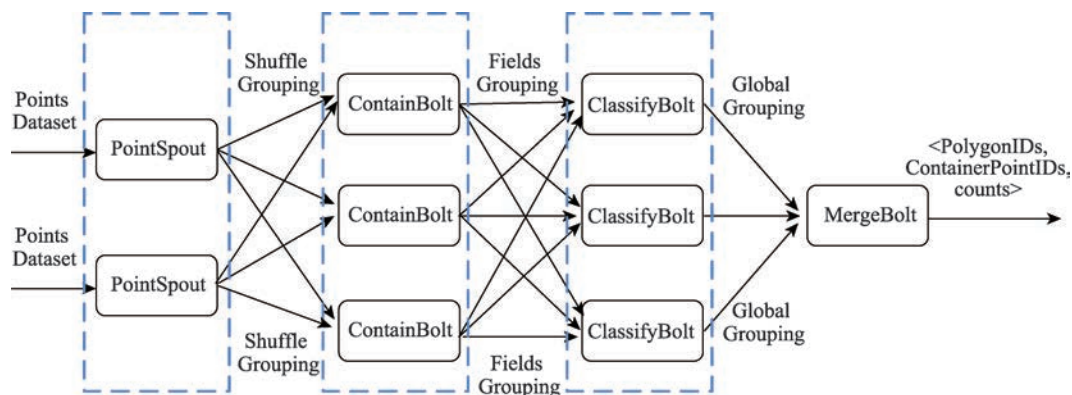 Points
Dataset
PointSpout
Points
Dataset
PointSpout
Shuffle
Grouping
Shuffle
Grouping
ContainBolt
ContainBolt
ContainBolt
Fields
Grouping
Fields
Grouping
ClassifyBolt
ClassifyBolt
ClassifyBolt
Global
Grouping
Global
Grouping
MergeBolt
<PolygonIDs,
ContainerPointIDs,
counts>